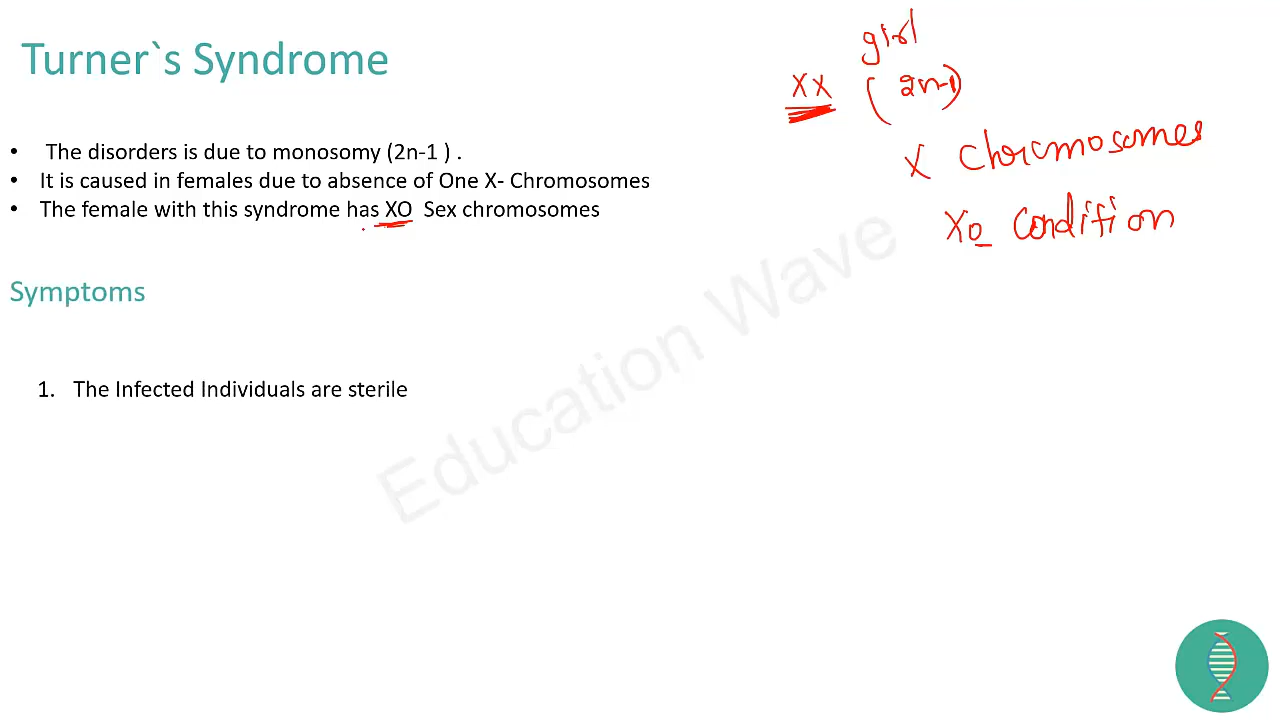 Turner`s Syndrome
girl
XX (2n-1)
• The disorders is due to monosomy (2n-1 ) .
• It is caused in females due to absence of One X- Chromosomes
• The female with this syndrome has XO Sex chromosomes
X Chromosomes
Xo Condition
Symptoms
1. The Infected Individuals are sterile
Education Wave